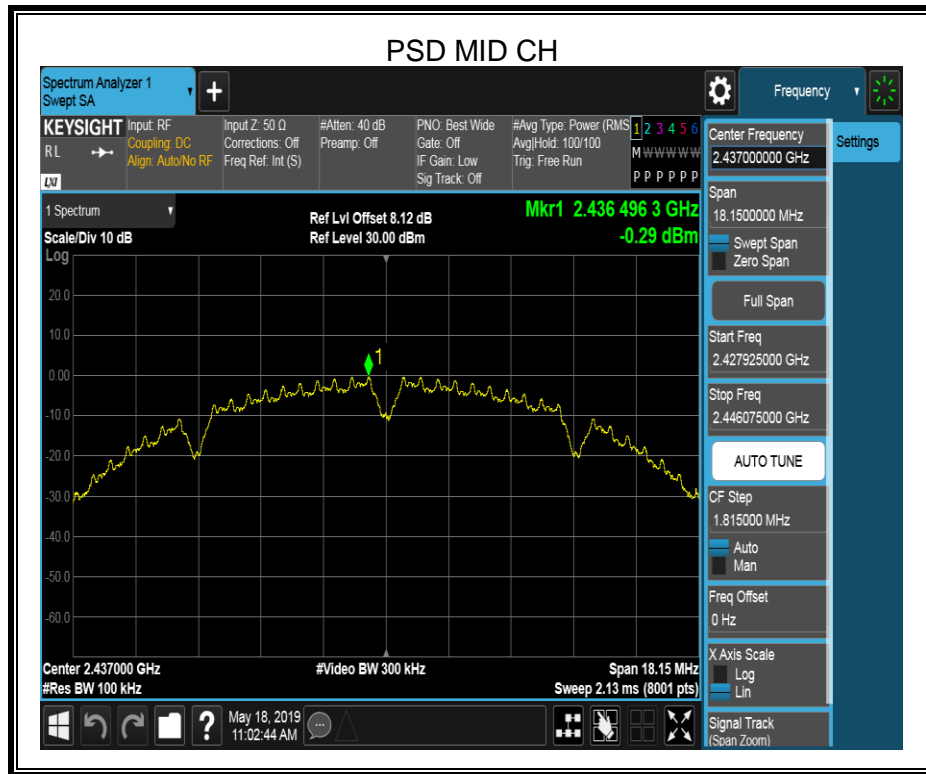 PSD MID CH
Spectrum Analyzer 1
Swept SA
+
Frequency
KEYSIGHT
RL
LXI
Input: RF
Coupling: DC
Align: Auto/No RF
Input Z: 50 Ω
Corrections: Off
Freq Ref: Int (S)
#Atten: 40 dB
Preamp: Off
PNO: Best Wide
Gate: Off
IF Gain: Low
Sig Track: Off
#Avg Type: Power (RMS
Avg|Hold: 100/100
Trig: Free Run
1 2 3 4 5 6
M W W W W W
P P P P P P
Center Frequency
2.437000000 GHz
Settings
Span
18.1500000 MHz
Swept Span
Zero Span
Full Span
Start Freq
2.427925000 GHz
Stop Freq
2.446075000 GHz
AUTO TUNE
CF Step
1.815000 MHz
Auto
Man
Freq Offset
0 Hz
X Axis Scale
Log
Lin
Signal Track
(Span Zoom)
1 Spectrum
Scale/Div 10 dB
Log
Ref Lvl Offset 8.12 dB
Ref Level 30.00 dBm
Mkr1 2.436 496 3 GHz
-0.29 dBm
20.0
10.0
0.00
-10.0
-20.0
-30.0
-40.0
-50.0
-60.0
1
Center 2.437000 GHz
#Res BW 100 kHz
#Video BW 300 kHz
Span 18.15 MHz
Sweep 2.13 ms (8001 pts)
?
May 18, 2019
11:02:44 AM